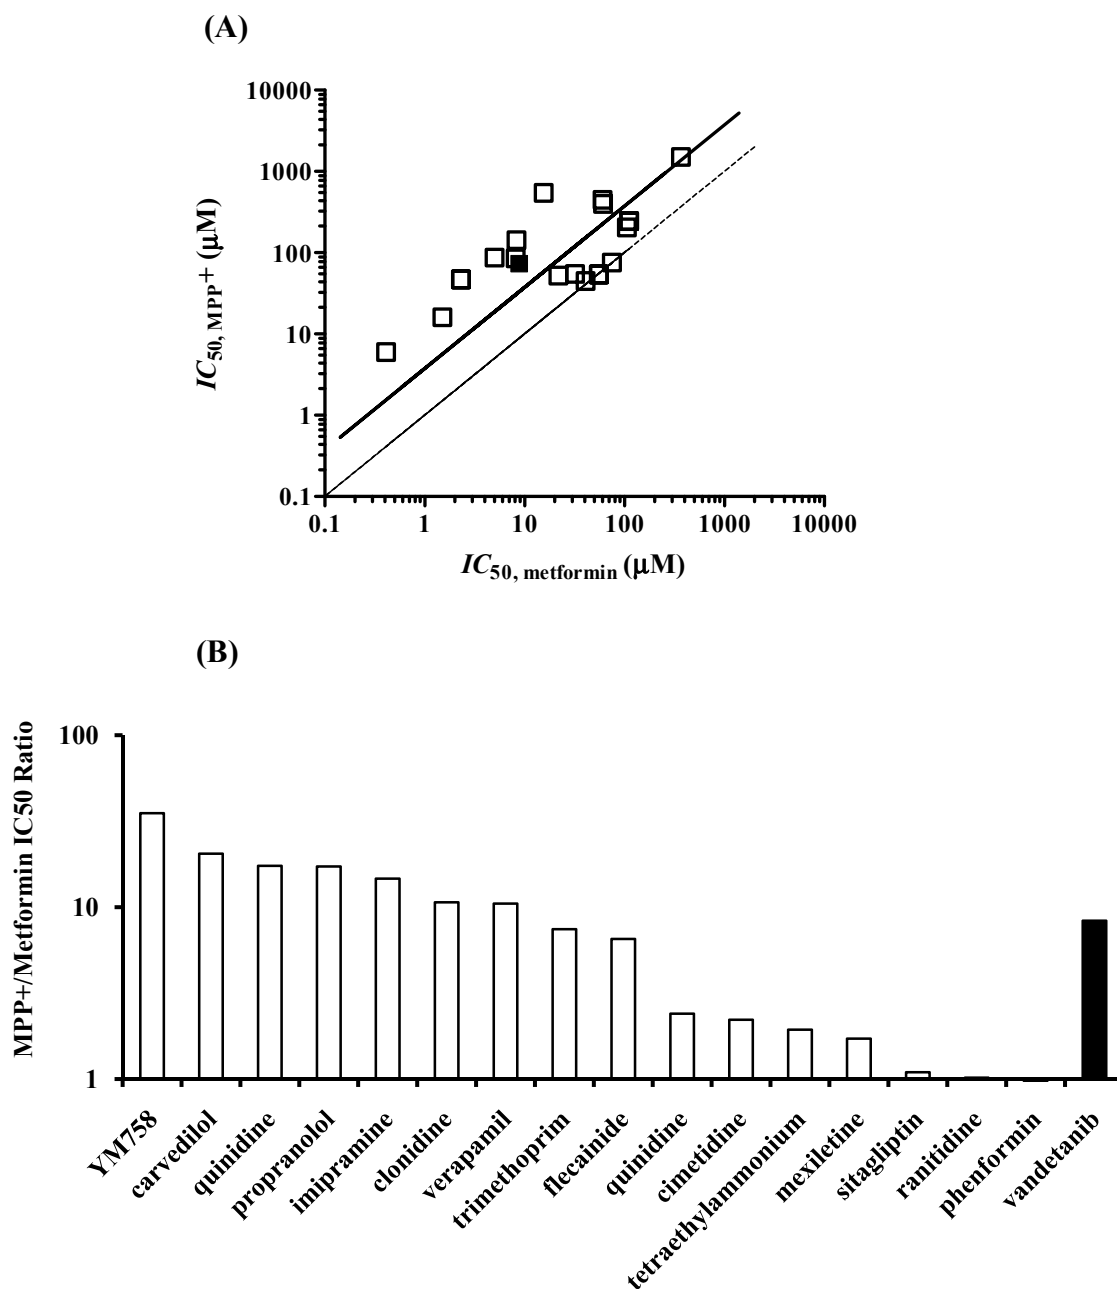 (A)
10000
1000
100
10
1
0.1
IC50, MPP+ (μM)
0.1 1 10 100 1000 10000
IC50, metformin (μM)
(B)
MPP+/Metformin IC50 Ratio
100
10
1
YM758
carvedilol
quinidine
propranolol
imipramine
clonidine
verapamil
trimethoprim
flecainide
quinidine
cimetidine
tetraethylammonium
mexiletine
sitagliptin
ranitidine
phenformin
vandetanib